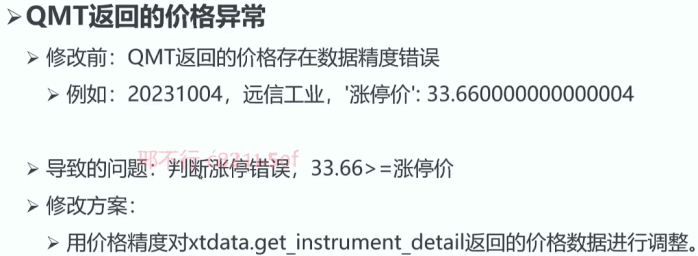 ➢QMT返回的价格异常
➢ 修改前：QMT返回的价格存在数据精度错误
➢ 例如：20231004，远信工业，'涨停价': 33.660000000000004
➢ 导致的问题：判断涨停错误，33.66>=涨停价
➢ 修改方案：
➢ 用价格精度对xtdata.get_instrument_detail返回的价格数据进行调整。